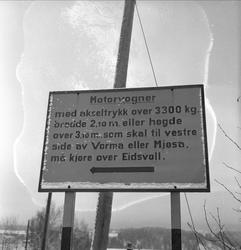 Motorvogner
med akseltrykk over 3300 kg.
bredde 2,10 m. eller høgde
over 3,10 m. som skal til vestre
side av Vorma eller Mjøsa,
må kjøre over Eidsvoll.